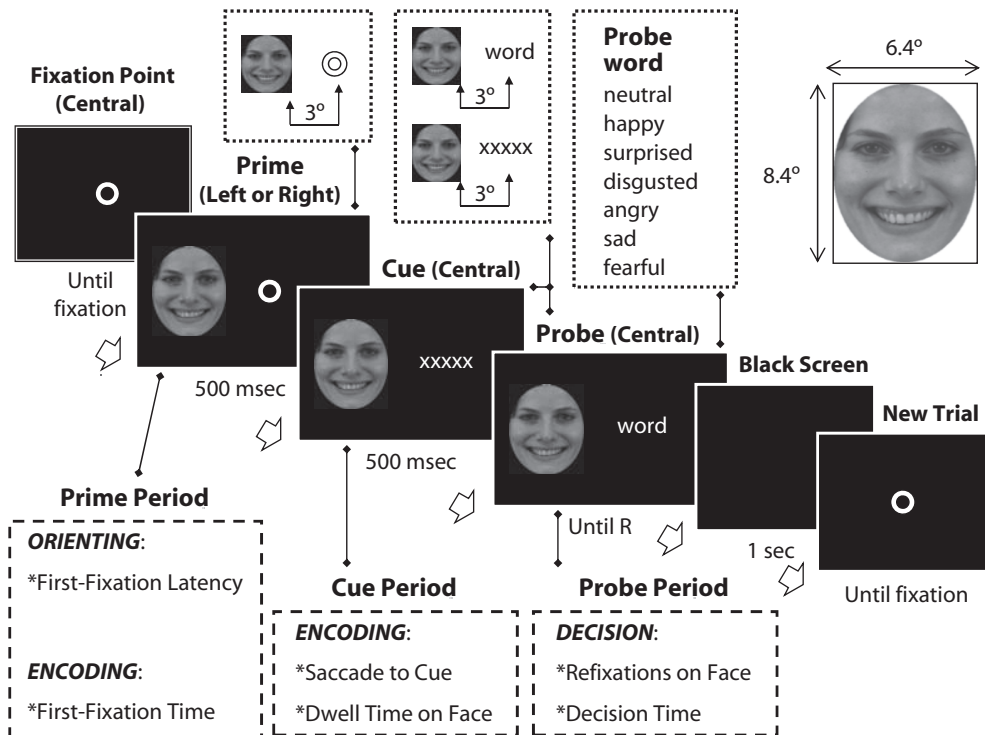 Fixation Point
(Central)
Until
fixation
3º
Prime
(Left or Right)
500 msec
word
3º
xxxxx
3º
Cue (Central)
xxxxx
500 msec
Probe
word
neutral
happy
surprised
disgusted
angry
sad
fearful
Probe (Central)
word
Until R
6.4º
8.4º
Black Screen
1 sec
New Trial
Until fixation
Prime Period
ORIENTING:
*First-Fixation Latency
ENCODING:
*First-Fixation Time
Cue Period
ENCODING:
*Saccade to Cue
*Dwell Time on Face
Probe Period
DECISION:
*Refixations on Face
*Decision Time